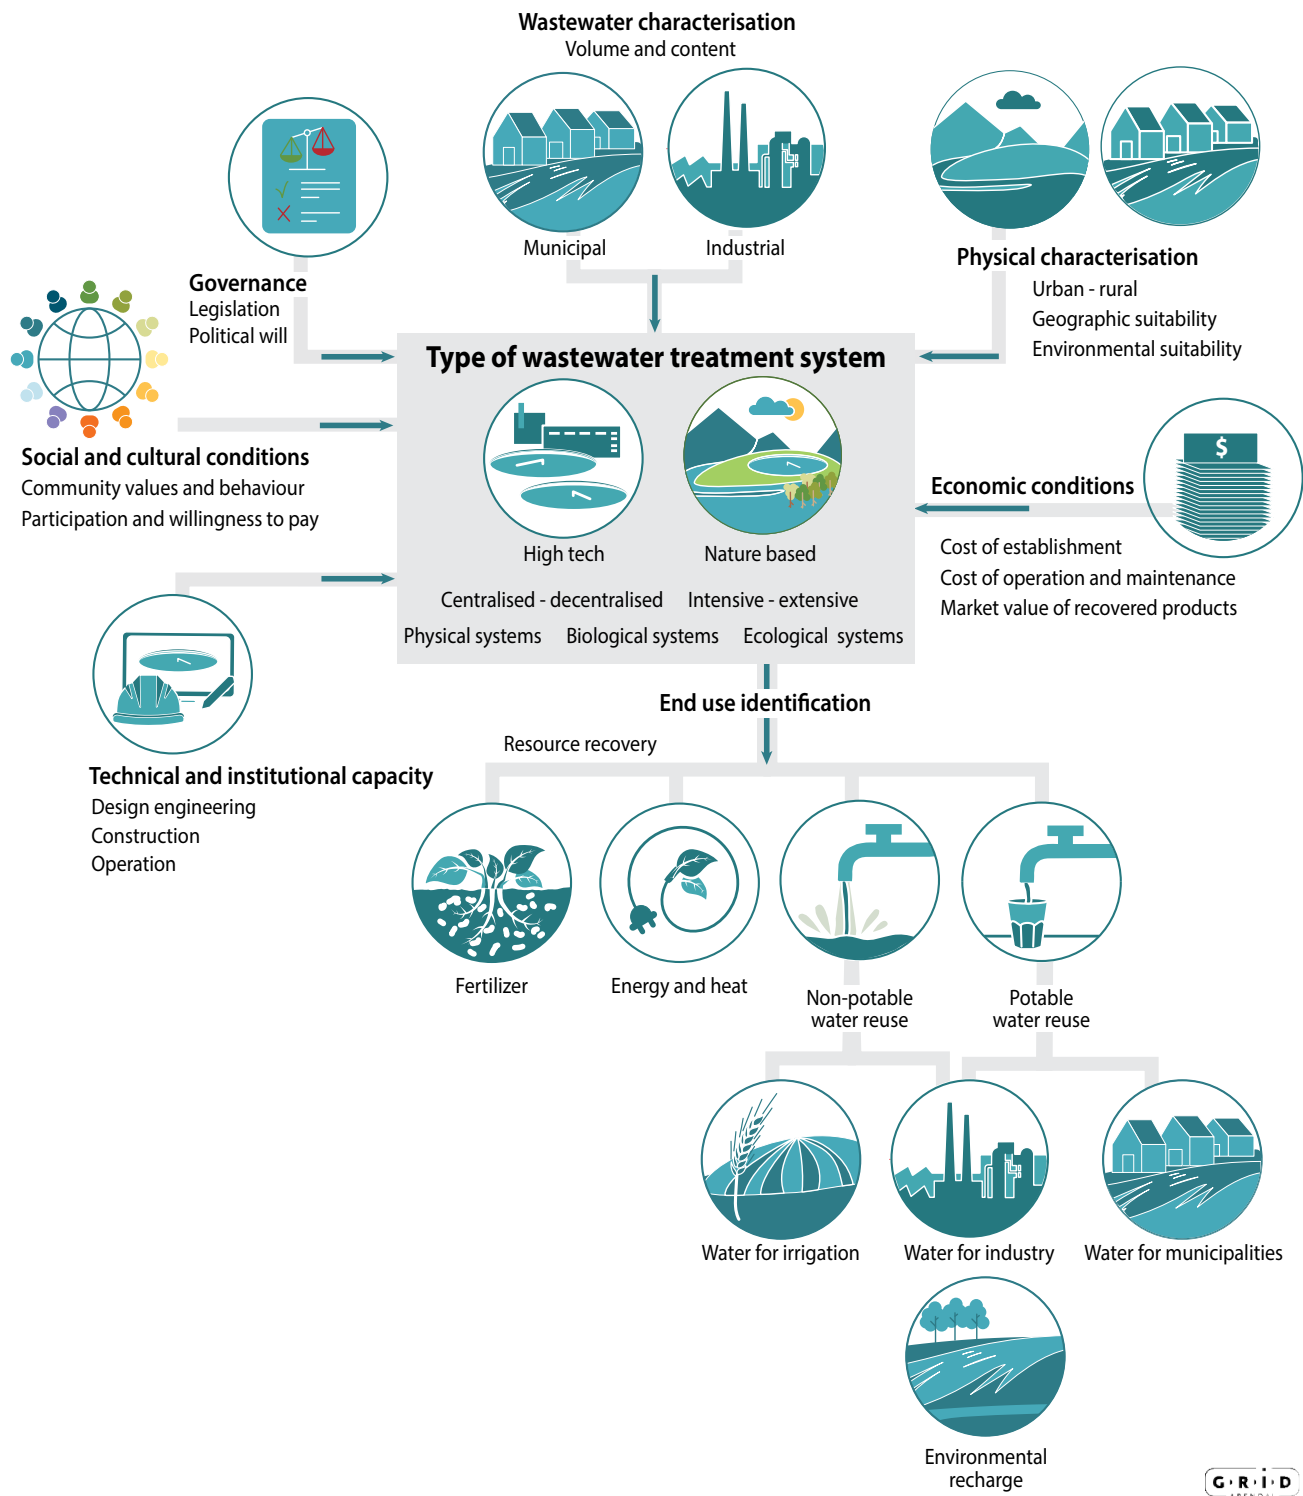 Wastewater characterisation
Volume and content
Municipal
Industrial
Governance
Legislation
Political will
Physical characterisation
Urban - rural
Geographic suitability
Environmental suitability
Type of wastewater treatment system
High tech
Nature based
Centralised - decentralised
Intensive - extensive
Physical systems
Biological systems
Ecological systems
Social and cultural conditions
Community values and behaviour
Participation and willingness to pay
$
Economic conditions
Cost of establishment
Cost of operation and maintenance
Market value of recovered products
Technical and institutional capacity
Design engineering
Construction
Operation
End use identification
Resource recovery
Fertilizer
Energy and heat
Non-potable
water reuse
Potable
water reuse
Water for irrigation
Water for industry
Water for municipalities
Environmental
recharge
G·R·I·D